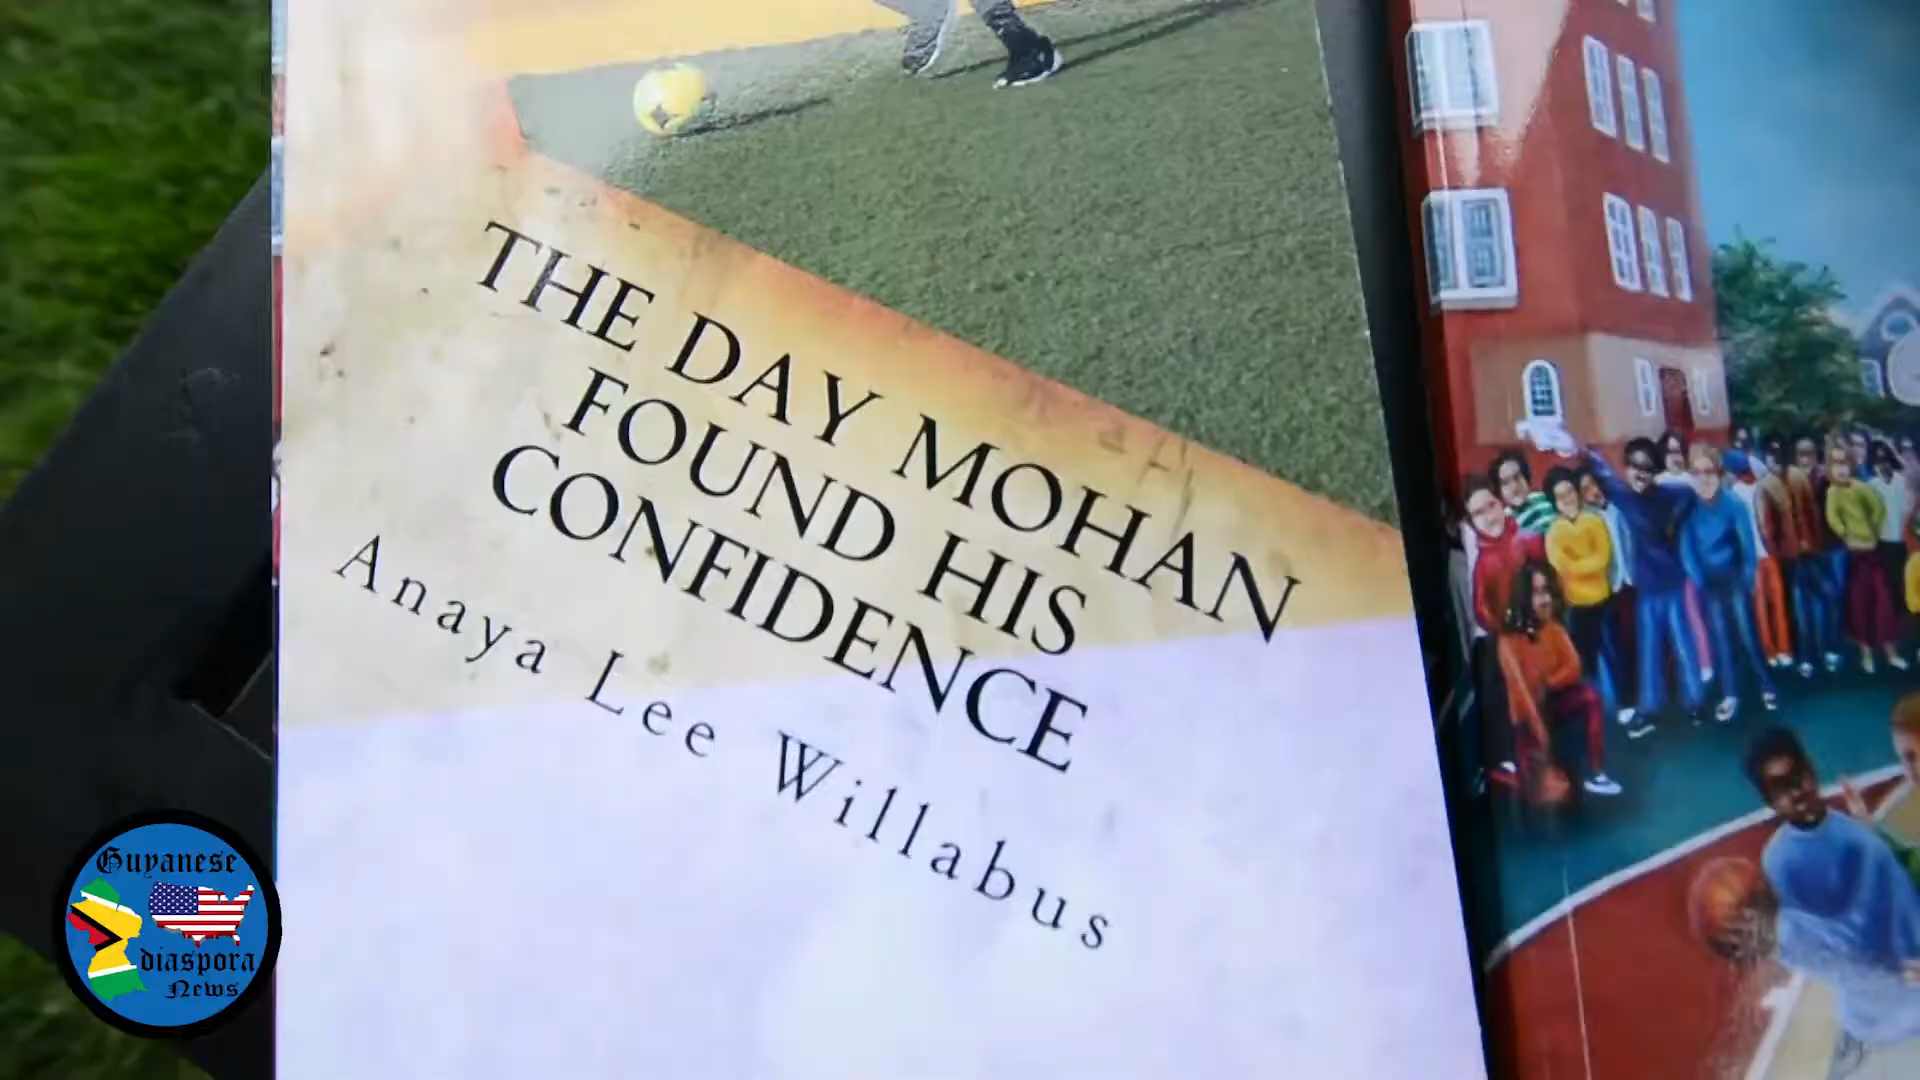 THE DAY MOHAN
FOUND HIS
CONFIDENCE
Anaya Lee Willabus
Guyanese
diaspora
News